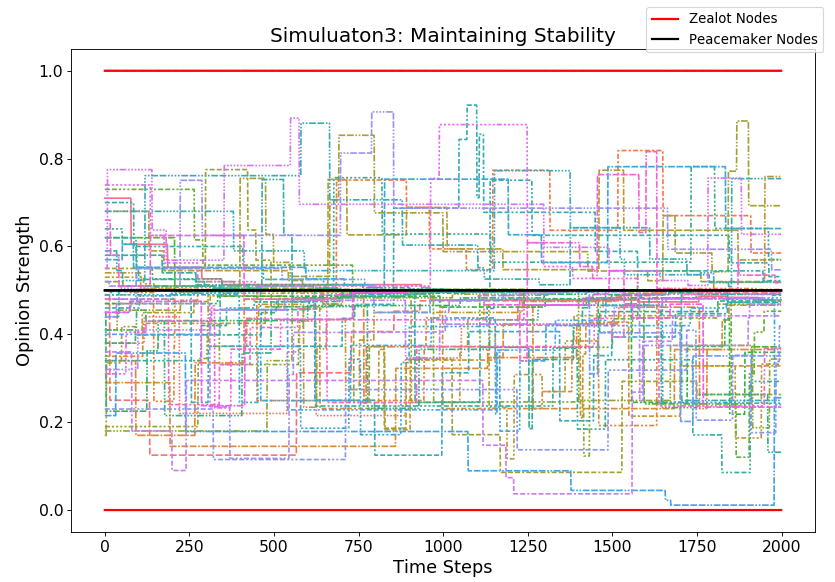 Zealot Nodes
Simuluaton3: Maintaining Stability
Peacemaker Nodes
1.0
0.8
0.6
0.4
0.2
0.0
Opinion Strength
0 250 500 750 1000 1250 1500 1750 2000
Time Steps